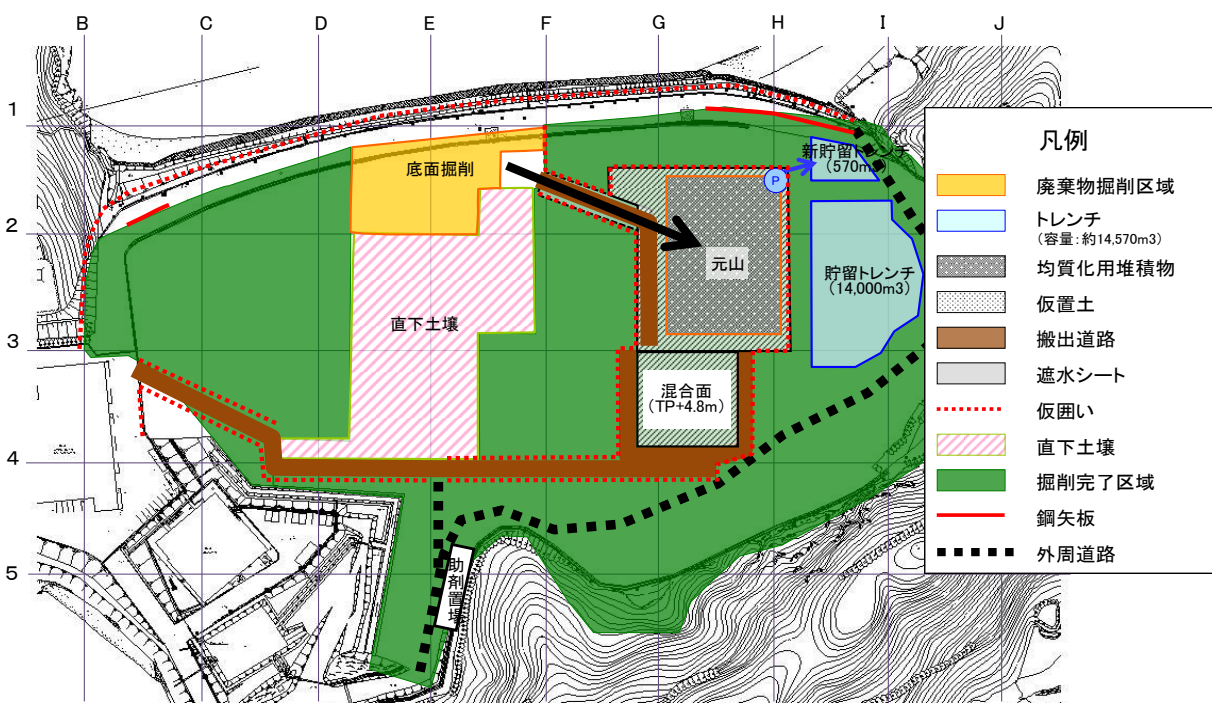 B C D E F G H I J
1
2
3
4
5
底面掘削
新貯留トレンチ
(570m3)
P
元山
貯留トレンチ
(14,000m3)
直下土壌
混合面
(TP+4.8m)
助剤置場
凡例
廃棄物掘削区域
トレンチ
(容量:約14,570m3)
均質化用堆積物
仮置土
搬出道路
遮水シート
仮囲い
直下土壌
掘削完了区域
鋼矢板
外周道路